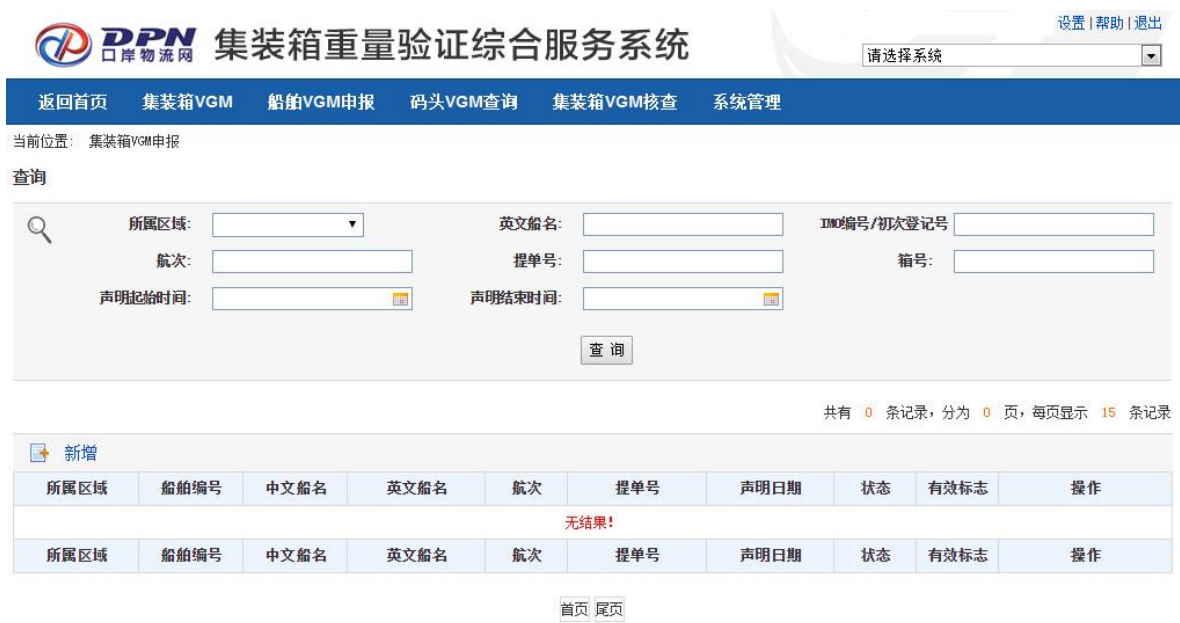 设置 | 帮助 | 退出
DPN
口岸物流网
集装箱重量验证综合服务系统
请选择系统
返回首页 集装箱VGM 船舶VGM申报 码头VGM查询 集装箱VGM核查 系统管理
当前位置: 集装箱VGM申报
查询
所属区域: 英文船名: IMO编号/初次登记号
航次: 提单号: 箱号:
声明起始时间: 声明结束时间:
查 询
共有 0 条记录，分为 0 页，每页显示 15 条记录
新增
所属区域 船舶编号 中文船名 英文船名 航次 提单号 声明日期 状态 有效标志 操作
无结果!
所属区域 船舶编号 中文船名 英文船名 航次 提单号 声明日期 状态 有效标志 操作
首页 尾页